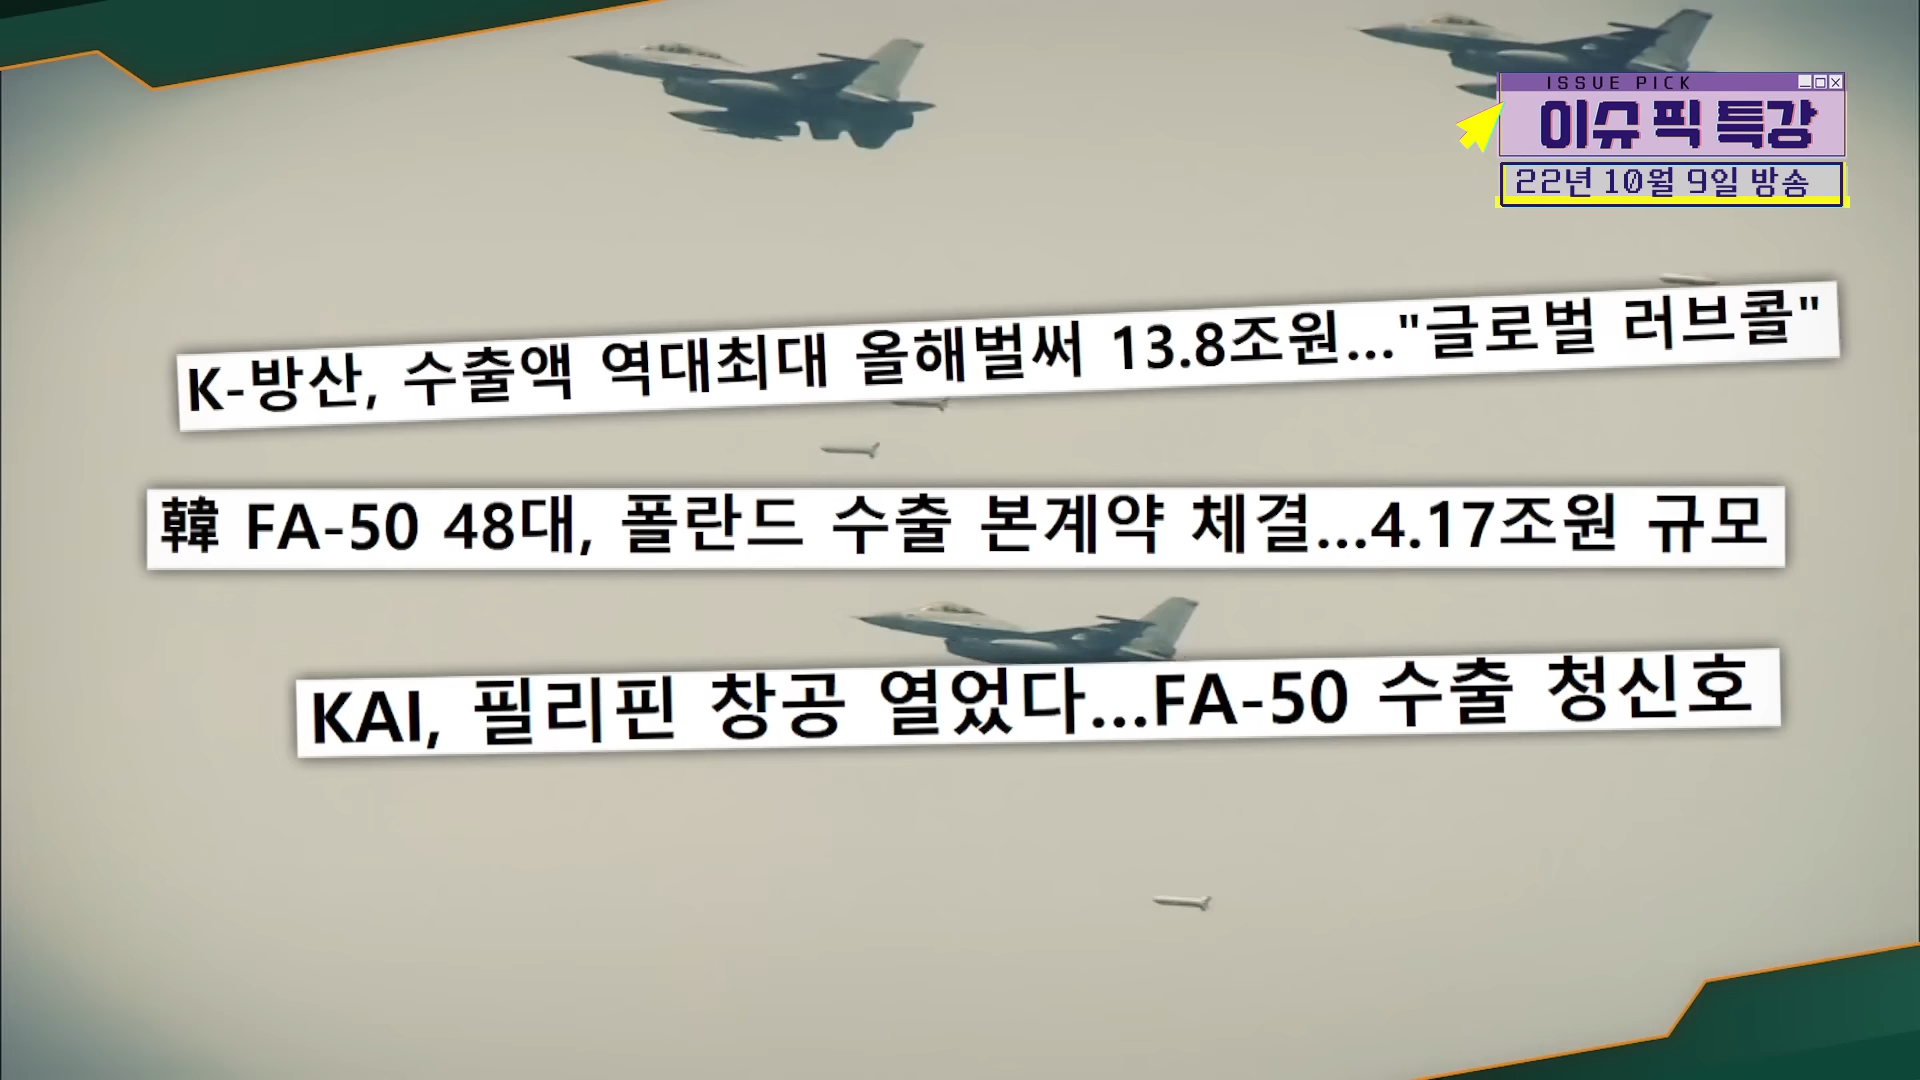 ISSUE PICK
이슈 픽 특강
22년 10월 9일 방송
K-방산, 수출액 역대최대 올해벌써 13.8조원..."글로벌 러브콜"
韓 FA-50 48대, 폴란드 수출 본계약 체결...4.17조원 규모
KAI, 필리핀 창공 열었다...FA-50 수출 청신호